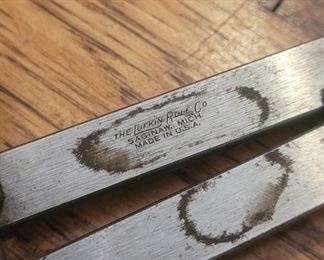 THE LUFKIN RULE CO
SAGINAW, MICH.
MADE IN U.S.A.